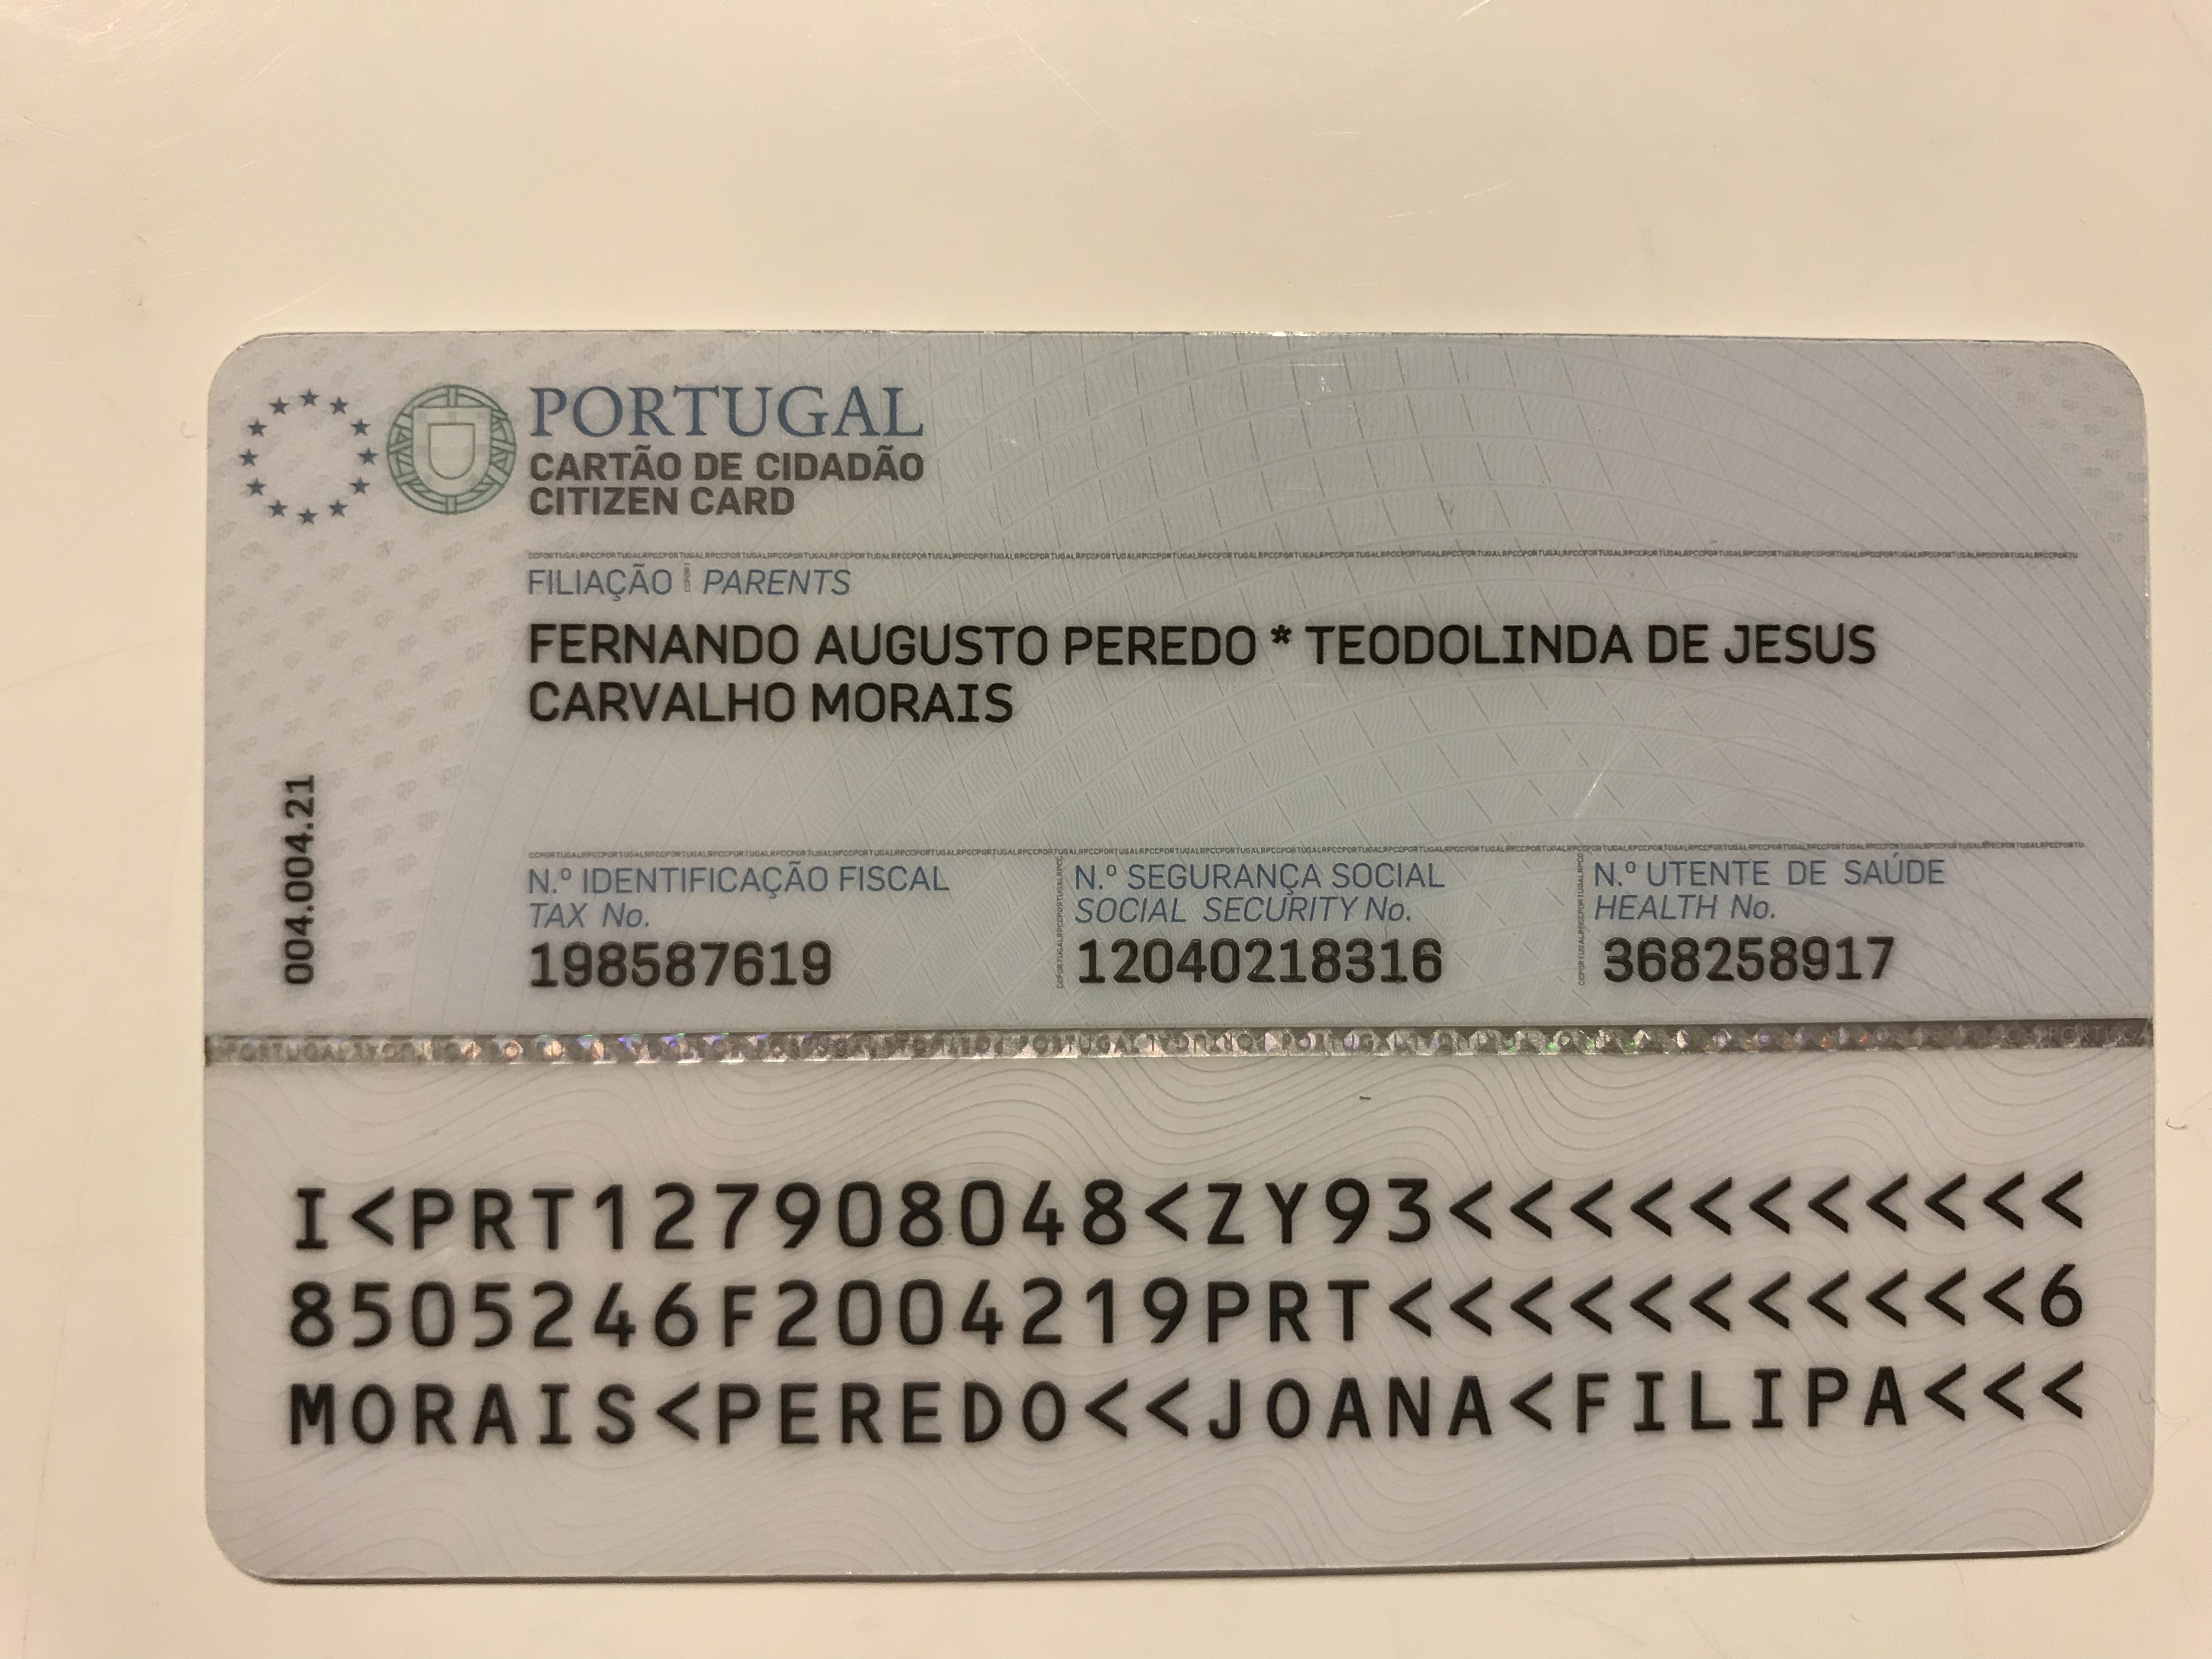 PORTUGAL
CARTÃO DE CIDADÃO
CITIZEN CARD
FILIAÇÃO PARENTS
FERNANDO AUGUSTO PEREDO * TEODOLINDA DE JESUS
CARVALHO MORAIS
004.004.21
N.º IDENTIFICAÇÃO FISCAL
TAX No.
198587619
N.º SEGURANÇA SOCIAL
SOCIAL SECURITY No.
12040218316
N.º UTENTE DE SAÚDE
HEALTH No.
368258917
I<PRT127908048<ZY93<<<<<<<<<<<
8505246F2004219PRT<<<<<<<<<<<6
MORAIS<PEREDO<<JOANA<FILIPA<<<